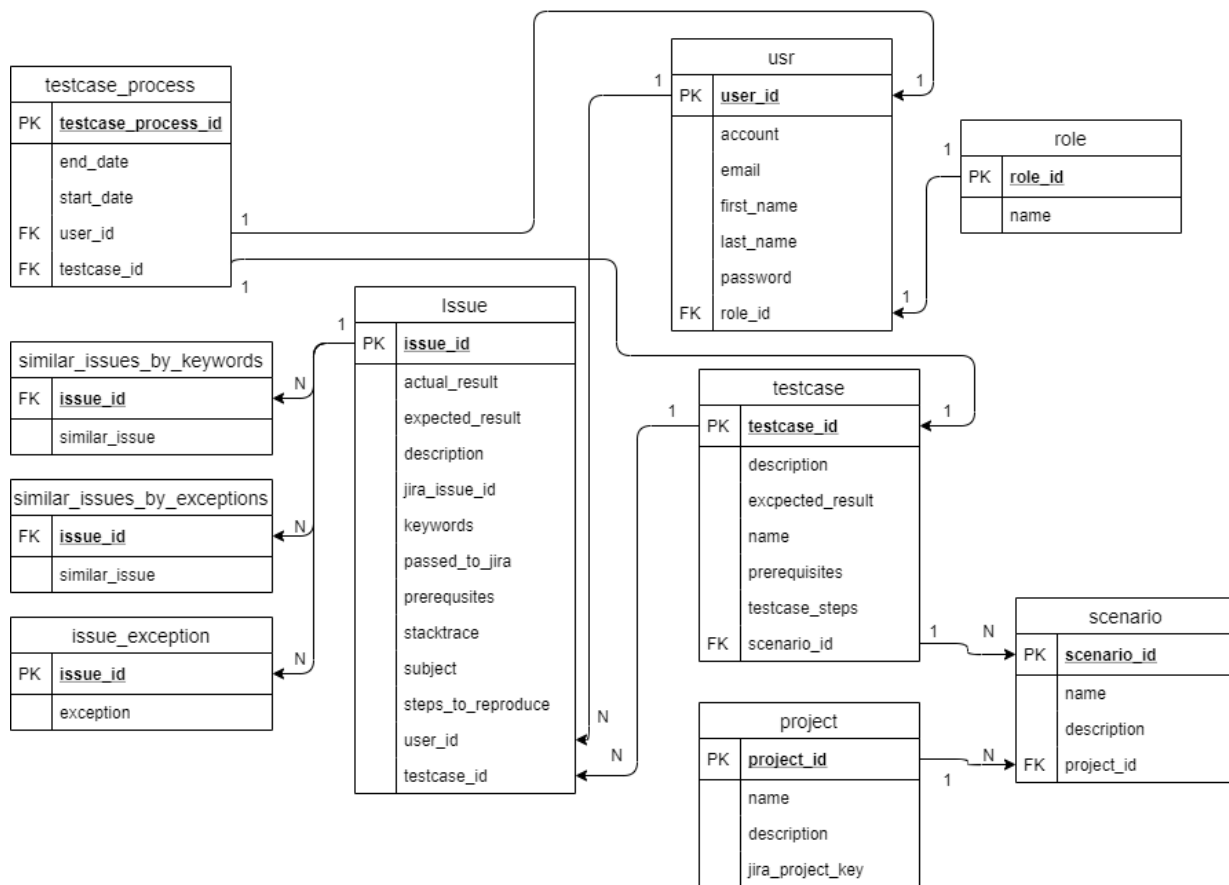 testcase_process
PK testcase_process_id
end_date
start_date
FK user_id
FK testcase_id
1
1
usr
PK user_id
account
email
first_name
last_name
password
FK role_id
1
1
1
role
PK role_id
name
1
similar_issues_by_keywords
FK issue_id
similar_issue
N
similar_issues_by_exceptions
FK issue_id
similar_issue
N
issue_exception
PK issue_id
exception
N
Issue
PK issue_id
actual_result
expected_result
description
jira_issue_id
keywords
passed_to_jira
prerequsites
stacktrace
subject
steps_to_reproduce
user_id
testcase_id
1
N
N
testcase
PK testcase_id
description
excpected_result
name
prerequisites
testcase_steps
FK scenario_id
1
1
1
N
project
PK project_id
name
description
jira_project_key
1
N
scenario
PK scenario_id
name
description
FK project_id